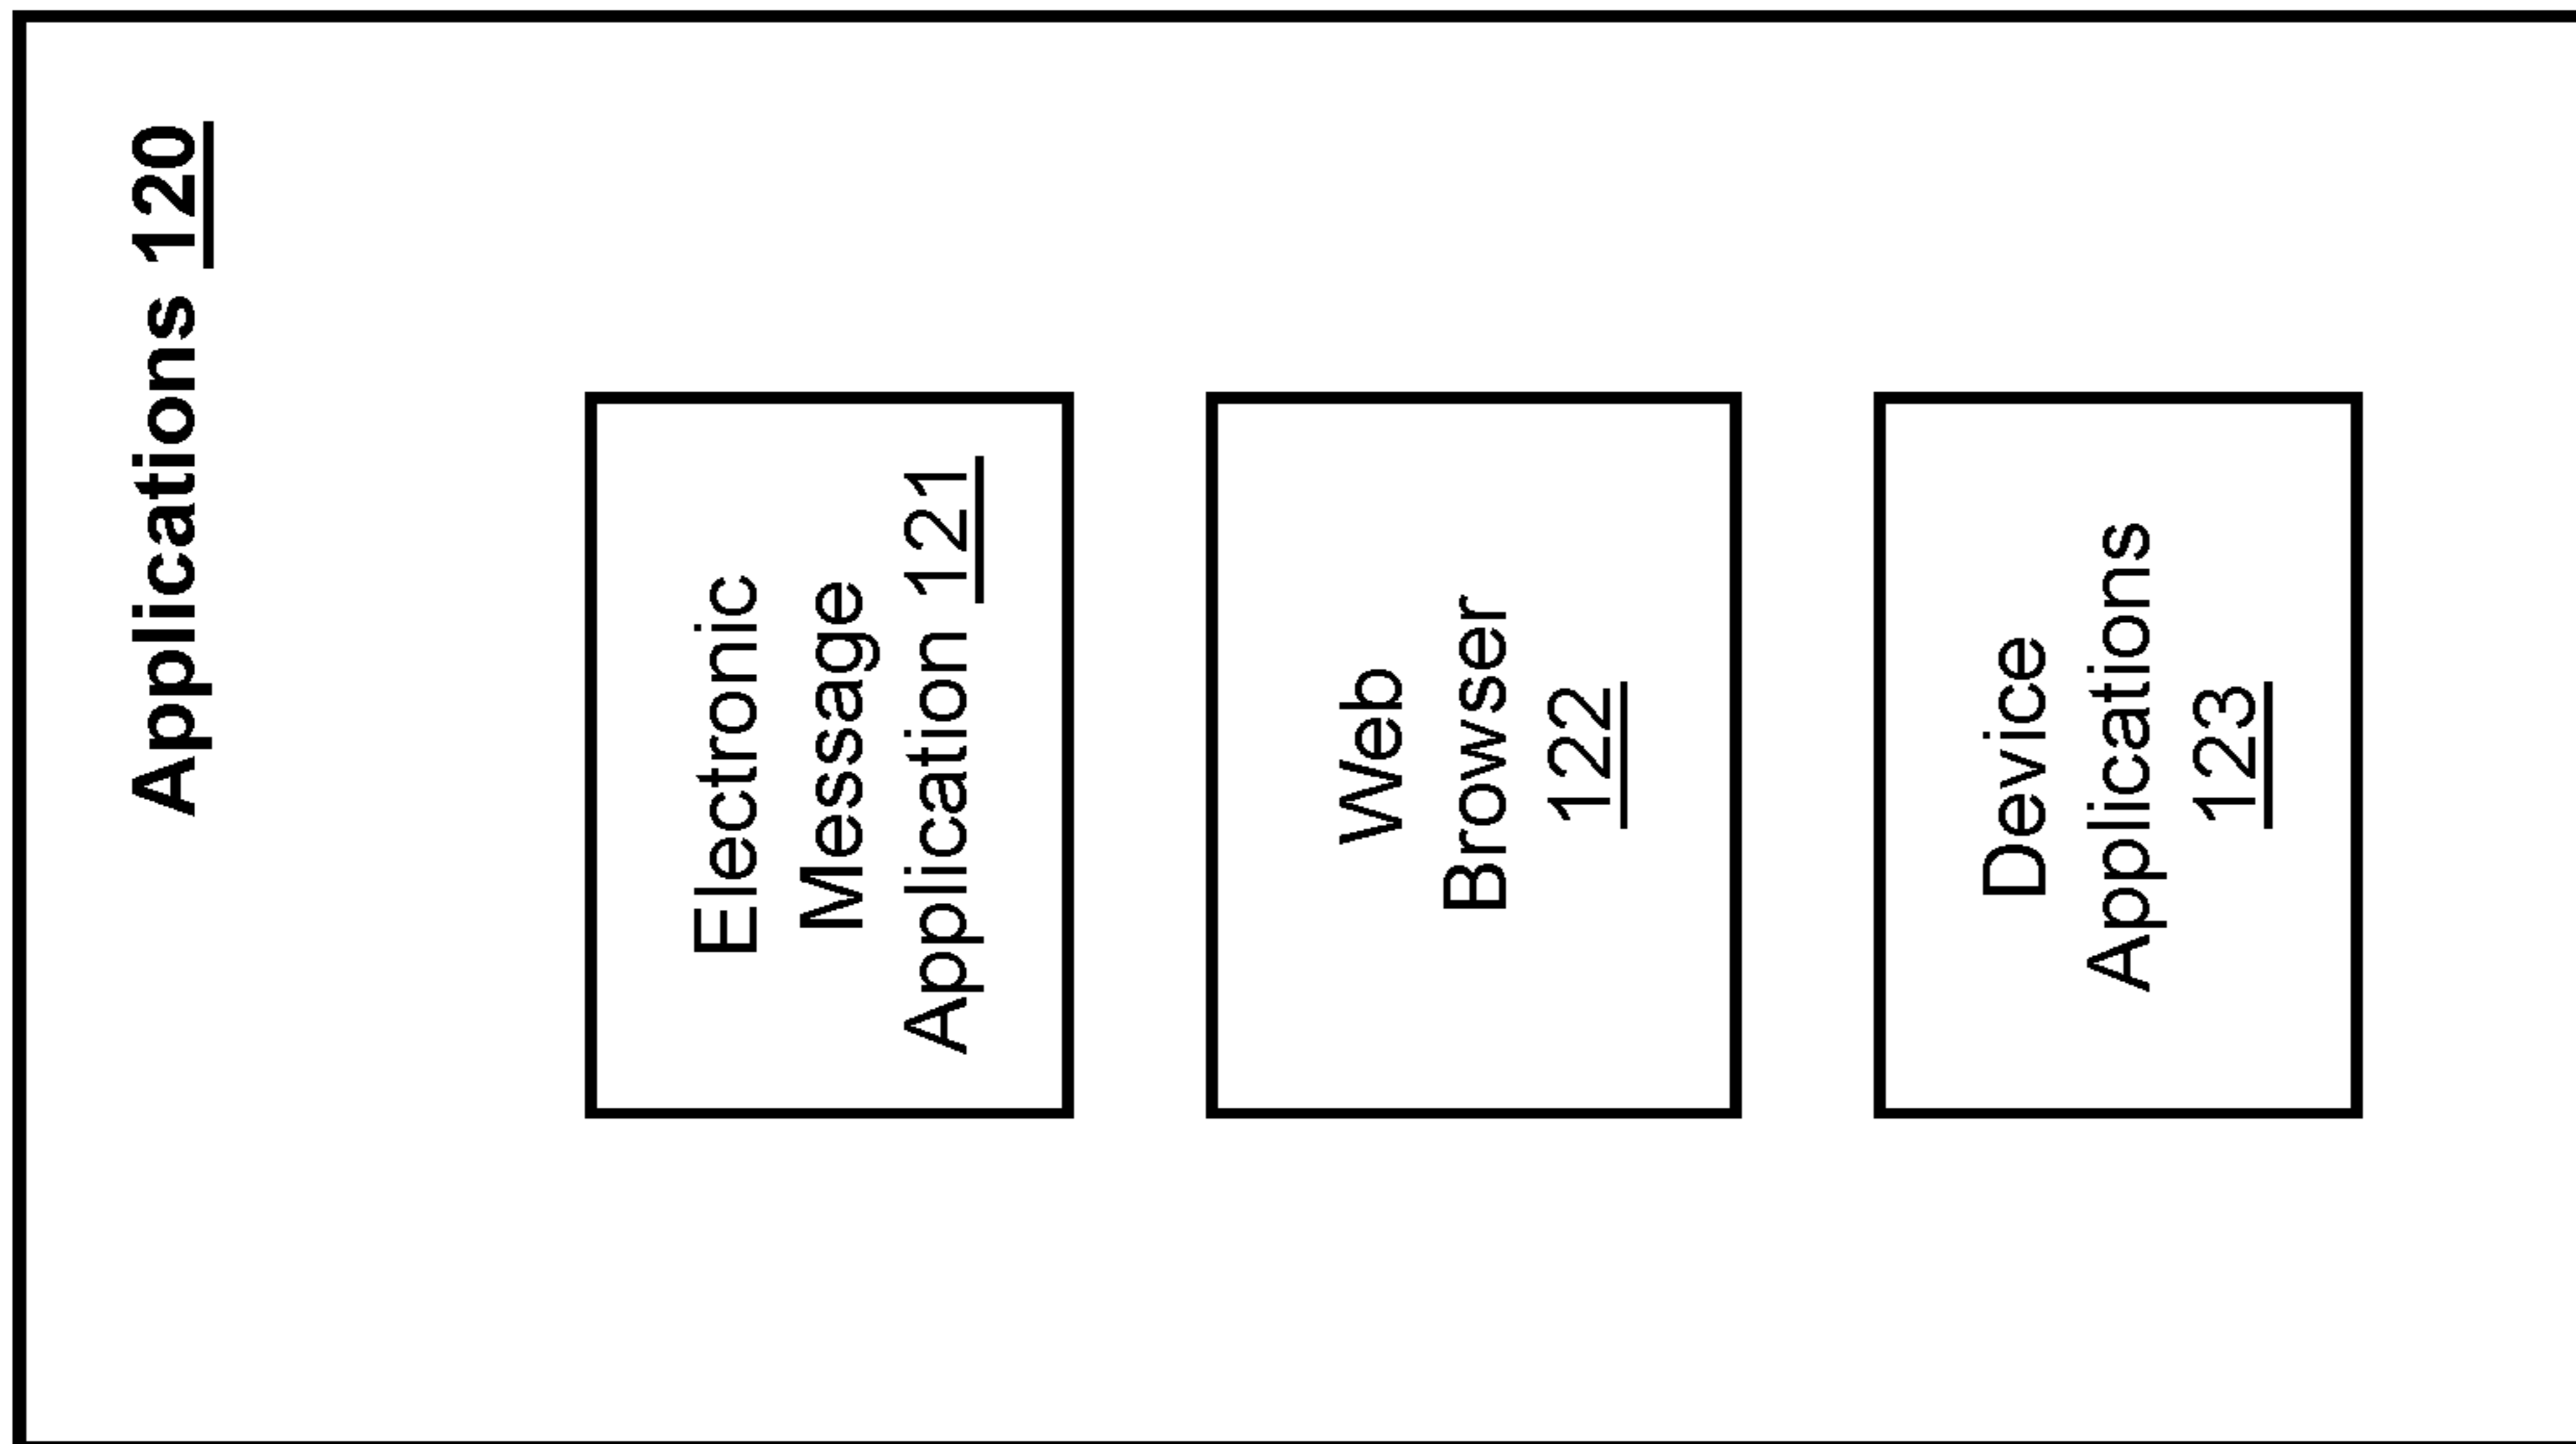 Applications 120
Electronic
Message
Application 121
Web
Browser
122
Device
Applications
123